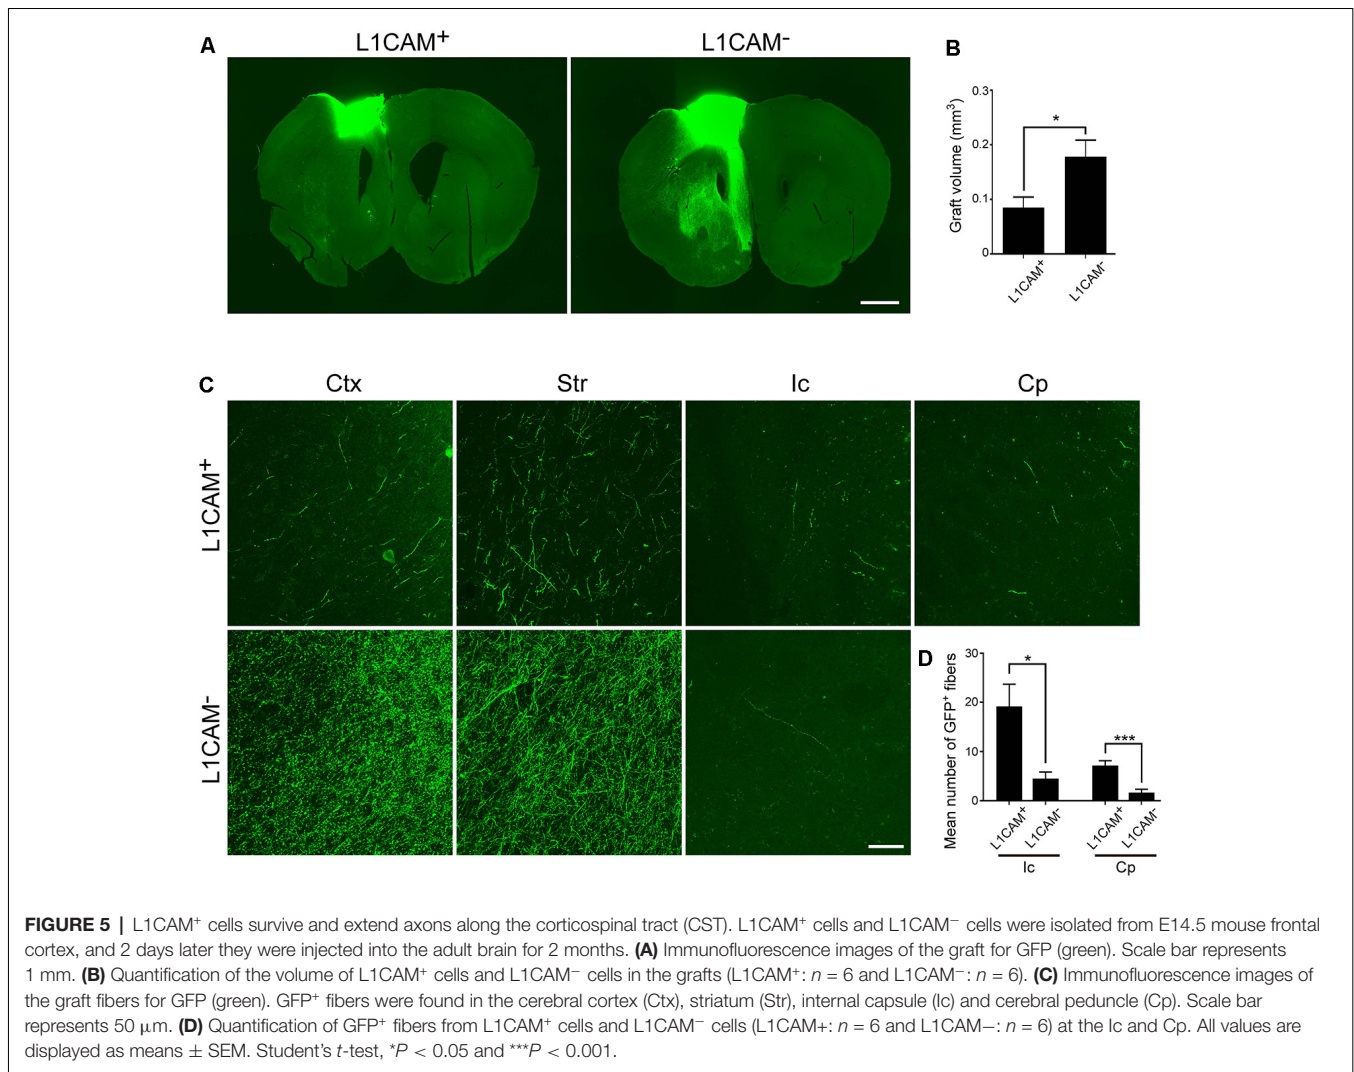 A
L1CAM+
L1CAM-
B
0.3
0.2
0.1
0
Graft volume (mm3)
*
L1CAM+
L1CAM-
C
Ctx
Str
Ic
Cp
L1CAM+
L1CAM-
D
30
20
10
0
Mean number of GFP+ fibers
*
***
L1CAM+
L1CAM-
L1CAM+
L1CAM-
Ic
Cp
FIGURE 5 | L1CAM+ cells survive and extend axons along the corticospinal tract (CST). L1CAM+ cells and L1CAM− cells were isolated from E14.5 mouse frontal
cortex, and 2 days later they were injected into the adult brain for 2 months. (A) Immunofluorescence images of the graft for GFP (green). Scale bar represents
1 mm. (B) Quantification of the volume of L1CAM+ cells and L1CAM− cells in the grafts (L1CAM+: n = 6 and L1CAM−: n = 6). (C) Immunofluorescence images of
the graft fibers for GFP (green). GFP+ fibers were found in the cerebral cortex (Ctx), striatum (Str), internal capsule (Ic) and cerebral peduncle (Cp). Scale bar
represents 50 μm. (D) Quantification of GFP+ fibers from L1CAM+ cells and L1CAM− cells (L1CAM+: n = 6 and L1CAM−: n = 6) at the Ic and Cp. All values are
displayed as means ± SEM. Student's t-test, *P < 0.05 and ***P < 0.001.